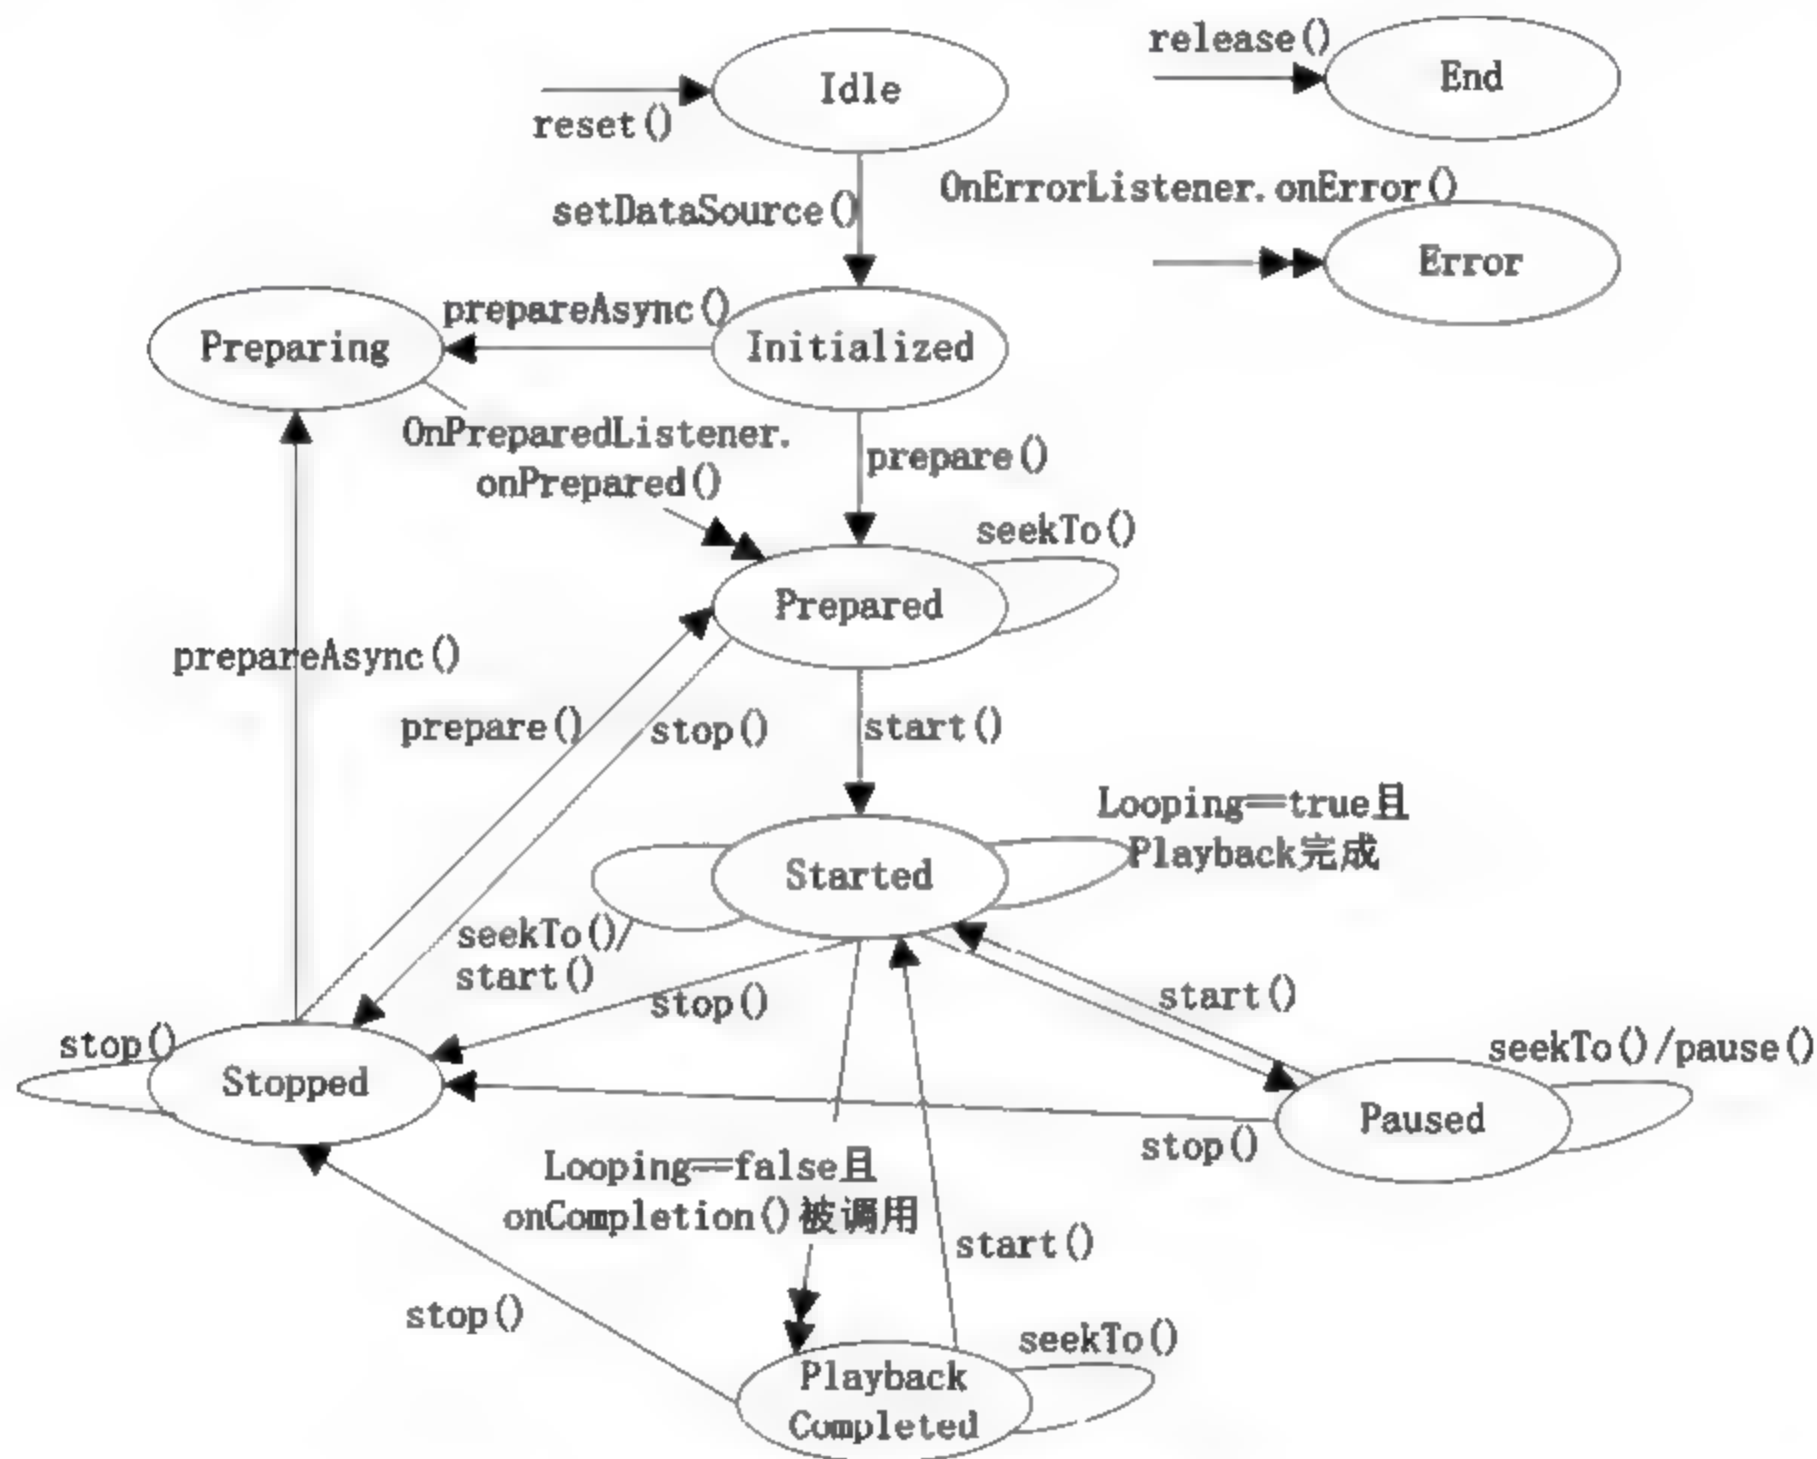 release()
Idle
End
reset()
OnErrorListener.onError()
setDataSource()
Error
prepareAsync()
Preparing
Initialized
OnPreparedListener.
onPrepared()
prepare()
seekTo()
Prepared
prepareAsync()
prepare()
stop()
start()
Looping==true且
Playback完成
Started
seekTo()/
start()
stop()
start()
stop()
seekTo()/pause()
Stopped
Paused
stop()
Looping==false且
onCompletion()被调用
start()
stop()
seekTo()
Playback
Completed